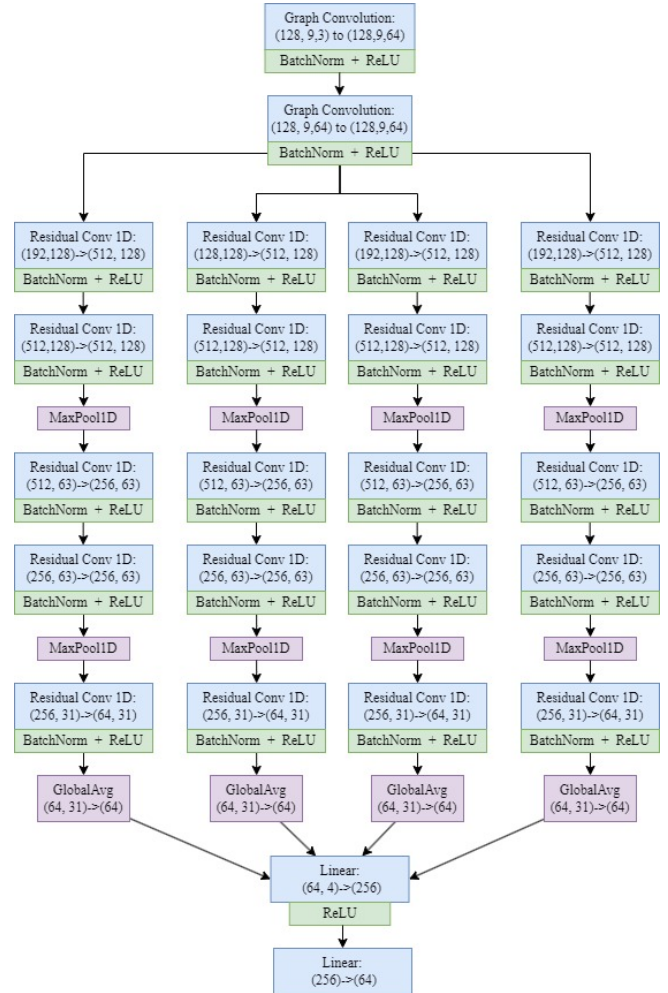 Graph Convolution:
(128, 9,3) to (128,9,64)
BatchNorm + ReLU
Graph Convolution:
(128, 9,64) to (128,9,64)
BatchNorm + ReLU
Residual Conv 1D:
(192,128)->(512, 128)
BatchNorm + ReLU
Residual Conv 1D:
(512,128)->(512, 128)
BatchNorm + ReLU
MaxPool1D
Residual Conv 1D:
(512, 63)->(256, 63)
BatchNorm + ReLU
Residual Conv 1D:
(256, 63)->(256, 63)
BatchNorm + ReLU
MaxPool1D
Residual Conv 1D:
(256, 31)->(64, 31)
BatchNorm + ReLU
GlobalAvg
(64, 31)->(64)
Residual Conv 1D:
(128,128)->(512, 128)
BatchNorm + ReLU
Residual Conv 1D:
(512,128)->(512, 128)
BatchNorm + ReLU
MaxPool1D
Residual Conv 1D:
(512, 63)->(256, 63)
BatchNorm + ReLU
Residual Conv 1D:
(256, 63)->(256, 63)
BatchNorm + ReLU
MaxPool1D
Residual Conv 1D:
(256, 31)->(64, 31)
BatchNorm + ReLU
GlobalAvg
(64, 31)->(64)
Residual Conv 1D:
(192,128)->(512, 128)
BatchNorm + ReLU
Residual Conv 1D:
(512,128)->(512, 128)
BatchNorm + ReLU
MaxPool1D
Residual Conv 1D:
(512, 63)->(256, 63)
BatchNorm + ReLU
Residual Conv 1D:
(256, 63)->(256, 63)
BatchNorm + ReLU
MaxPool1D
Residual Conv 1D:
(256, 31)->(64, 31)
BatchNorm + ReLU
GlobalAvg
(64, 31)->(64)
Residual Conv 1D:
(192,128)->(512, 128)
BatchNorm + ReLU
Residual Conv 1D:
(512,128)->(512, 128)
BatchNorm + ReLU
MaxPool1D
Residual Conv 1D:
(512, 63)->(256, 63)
BatchNorm + ReLU
Residual Conv 1D:
(256, 63)->(256, 63)
BatchNorm + ReLU
MaxPool1D
Residual Conv 1D:
(256, 31)->(64, 31)
BatchNorm + ReLU
GlobalAvg
(64, 31)->(64)
Linear:
(64, 4)->(256)
ReLU
Linear:
(256)->(64)